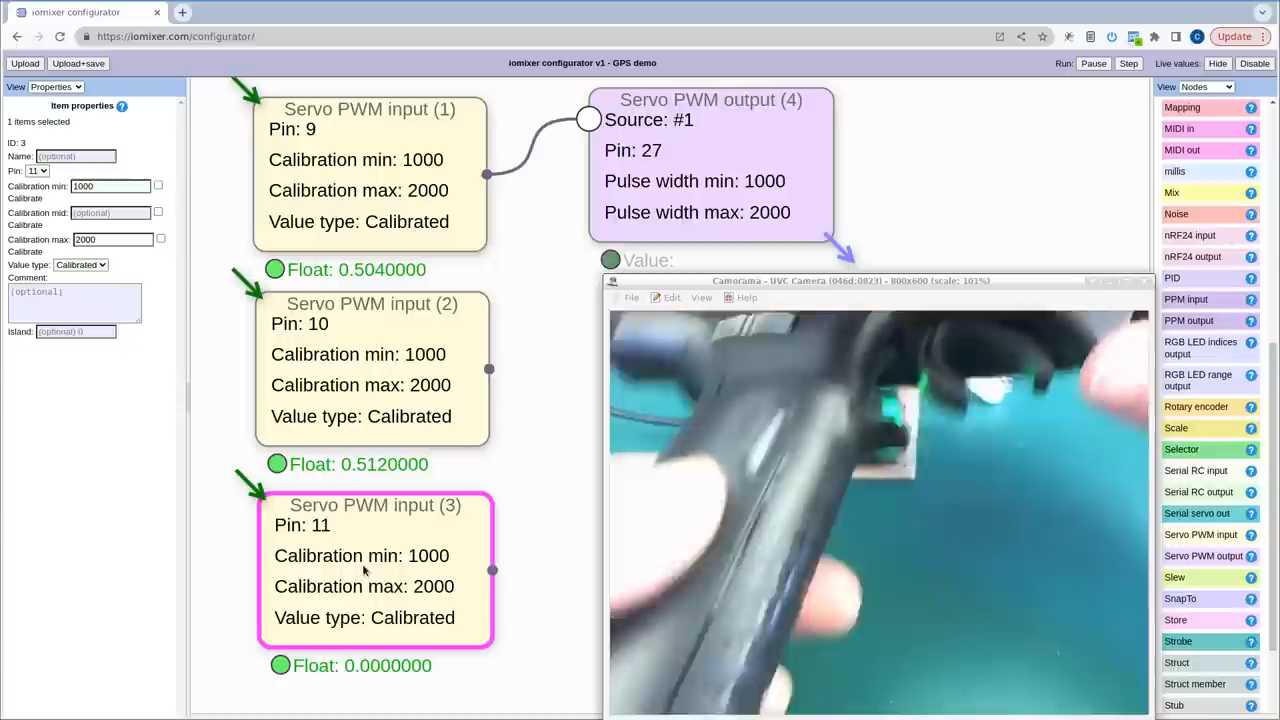 iomixer configurator
https://iomixer.com/configurator/
C
Update
Upload
Upload+save
iomixer configurator v1 - GPS demo
Run:
Pause
Step
Live values:
Hide
Disable
View
Properties
Item properties ?
1 items selected
ID: 3
Name: (optional)
Pin: 11
Calibration min: 1000
Calibrate
Calibration mid: (optional)
Calibrate
Calibration max: 2000
Calibrate
Value type: Calibrated
Comment:
(optional)
Island: (optional) 0
Servo PWM input (1)
Pin: 9
Calibration min: 1000
Calibration max: 2000
Value type: Calibrated
Float: 0.5040000
Servo PWM input (2)
Pin: 10
Calibration min: 1000
Calibration max: 2000
Value type: Calibrated
Float: 0.5120000
Servo PWM input (3)
Pin: 11
Calibration min: 1000
Calibration max: 2000
Value type: Calibrated
Float: 0.0000000
Servo PWM output (4)
Source: #1
Pin: 27
Pulse width min: 1000
Pulse width max: 2000
Value:
Camorama - UVC Camera (046d:0823) - 800x600 (scale: 101%)
File
Edit
View
Help
View
Nodes
Mapping ?
MIDI in ?
MIDI out ?
millis ?
Mix ?
Noise ?
nRF24 input ?
nRF24 output ?
PID ?
PPM input ?
PPM output ?
RGB LED indices ?
output
RGB LED range ?
output
Rotary encoder ?
Scale ?
Selector ?
Serial RC input ?
Serial RC output ?
Serial servo out ?
Servo PWM input ?
Servo PWM output ?
Slew ?
SnapTo ?
Store ?
Strobe ?
Struct ?
Struct member ?
Stub ?